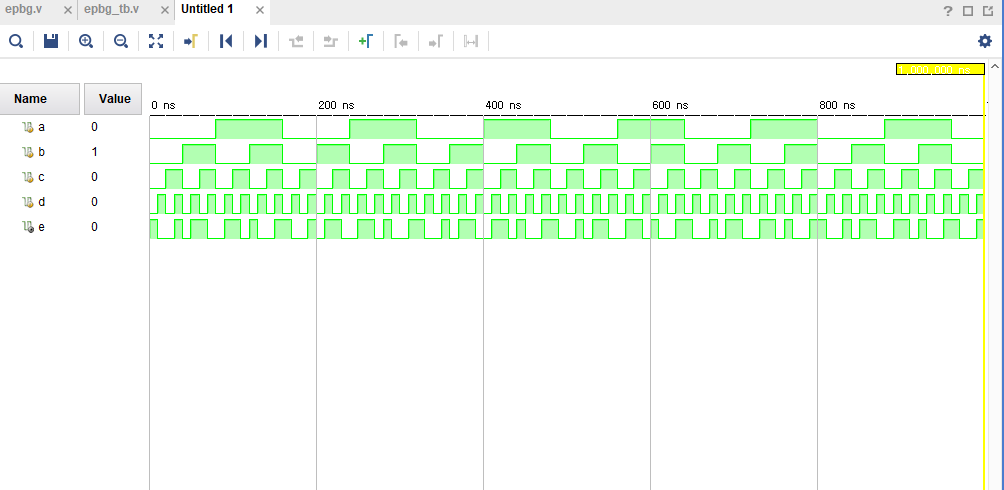 epbg.v × epbg_tb.v × Untitled 1 × ?
Name Value
0 ns 200 ns 400 ns 600 ns 800 ns
a 0
b 1
c 0
d 0
e 0